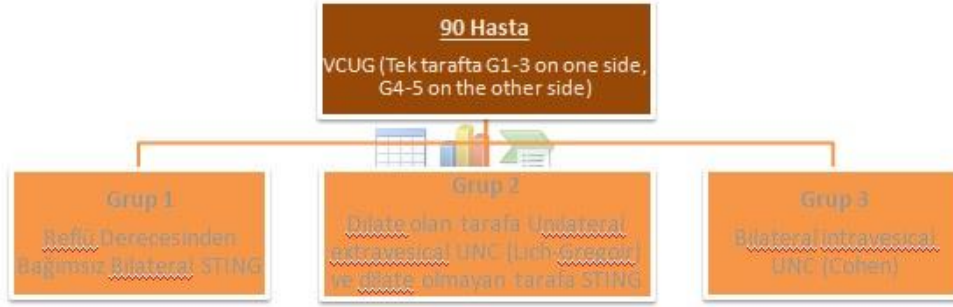 90 Hasta
VCUG (Tek tarafta G1-3 on one side,
G4-5 on the other side)
Grup 1
Reflü Derecesinden
Bağımsız Bilateral STING
Grup 2
Dilate olan tarafa Unilateral
extravesical UNC (Lich-Gregoir)
ve dilate olmayan tarafa STING
Grup 3
Bilateral intravesical
UNC (Cohen)